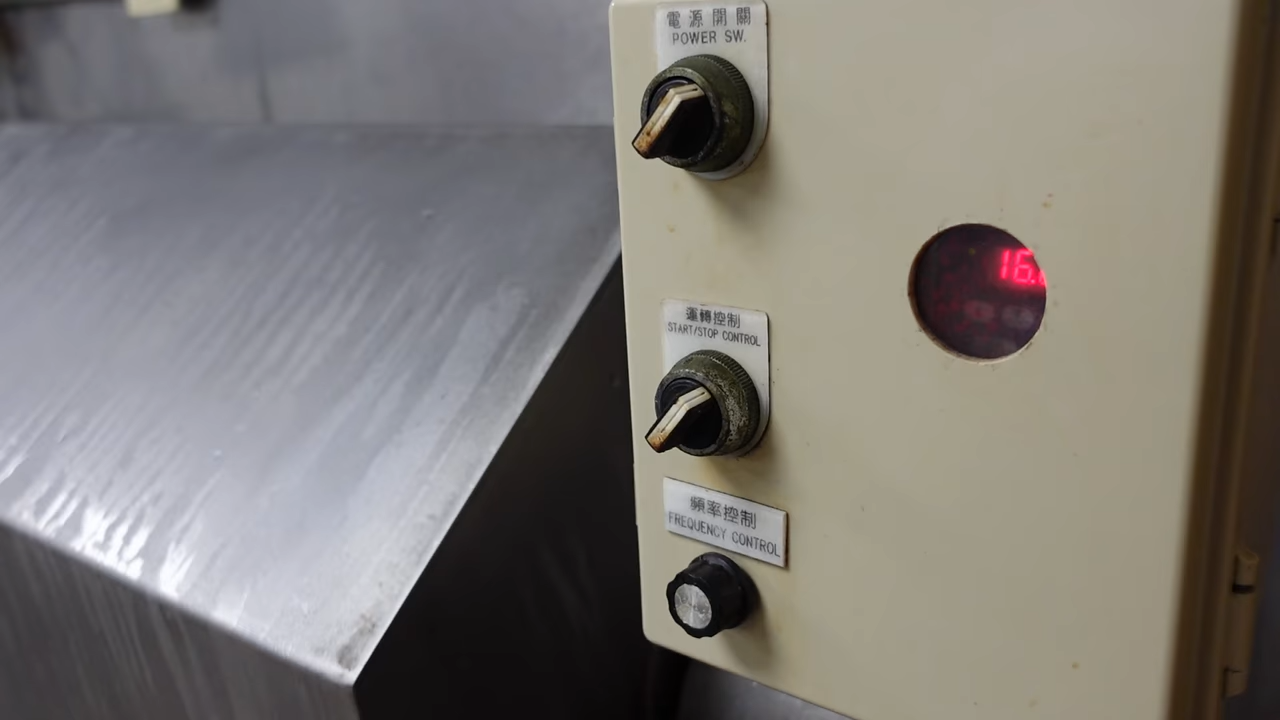 電源開關
POWER SW.
16.
運轉控制
START/STOP CONTROL
頻率控制
FREQUENCY CONTROL